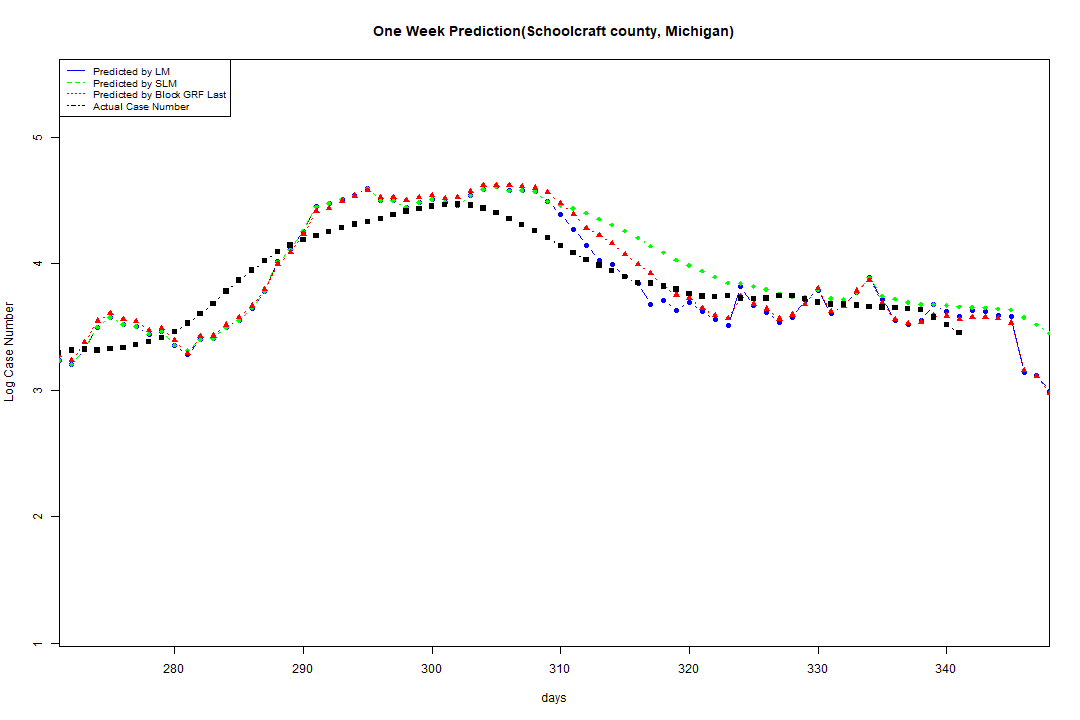 One Week Prediction(Schoolcraft county, Michigan)
Predicted by LM
Predicted by SLM
Predicted by Block GRF Last
Actual Case Number
5
4
3
2
1
Log Case Number
280 290 300 310 320 330 340
days